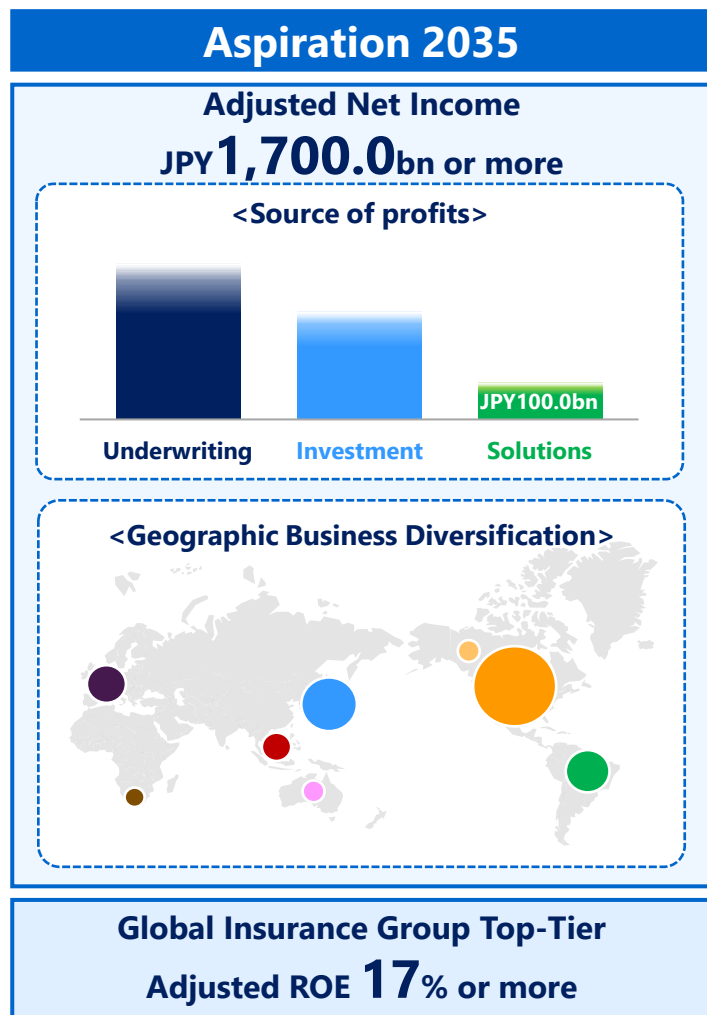 Aspiration 2035
Adjusted Net Income
JPY1,700.0bn or more
<Source of profits>
JPY100.0bn
Underwriting Investment Solutions
<Geographic Business Diversification>
Global Insurance Group Top-Tier
Adjusted ROE 17% or more